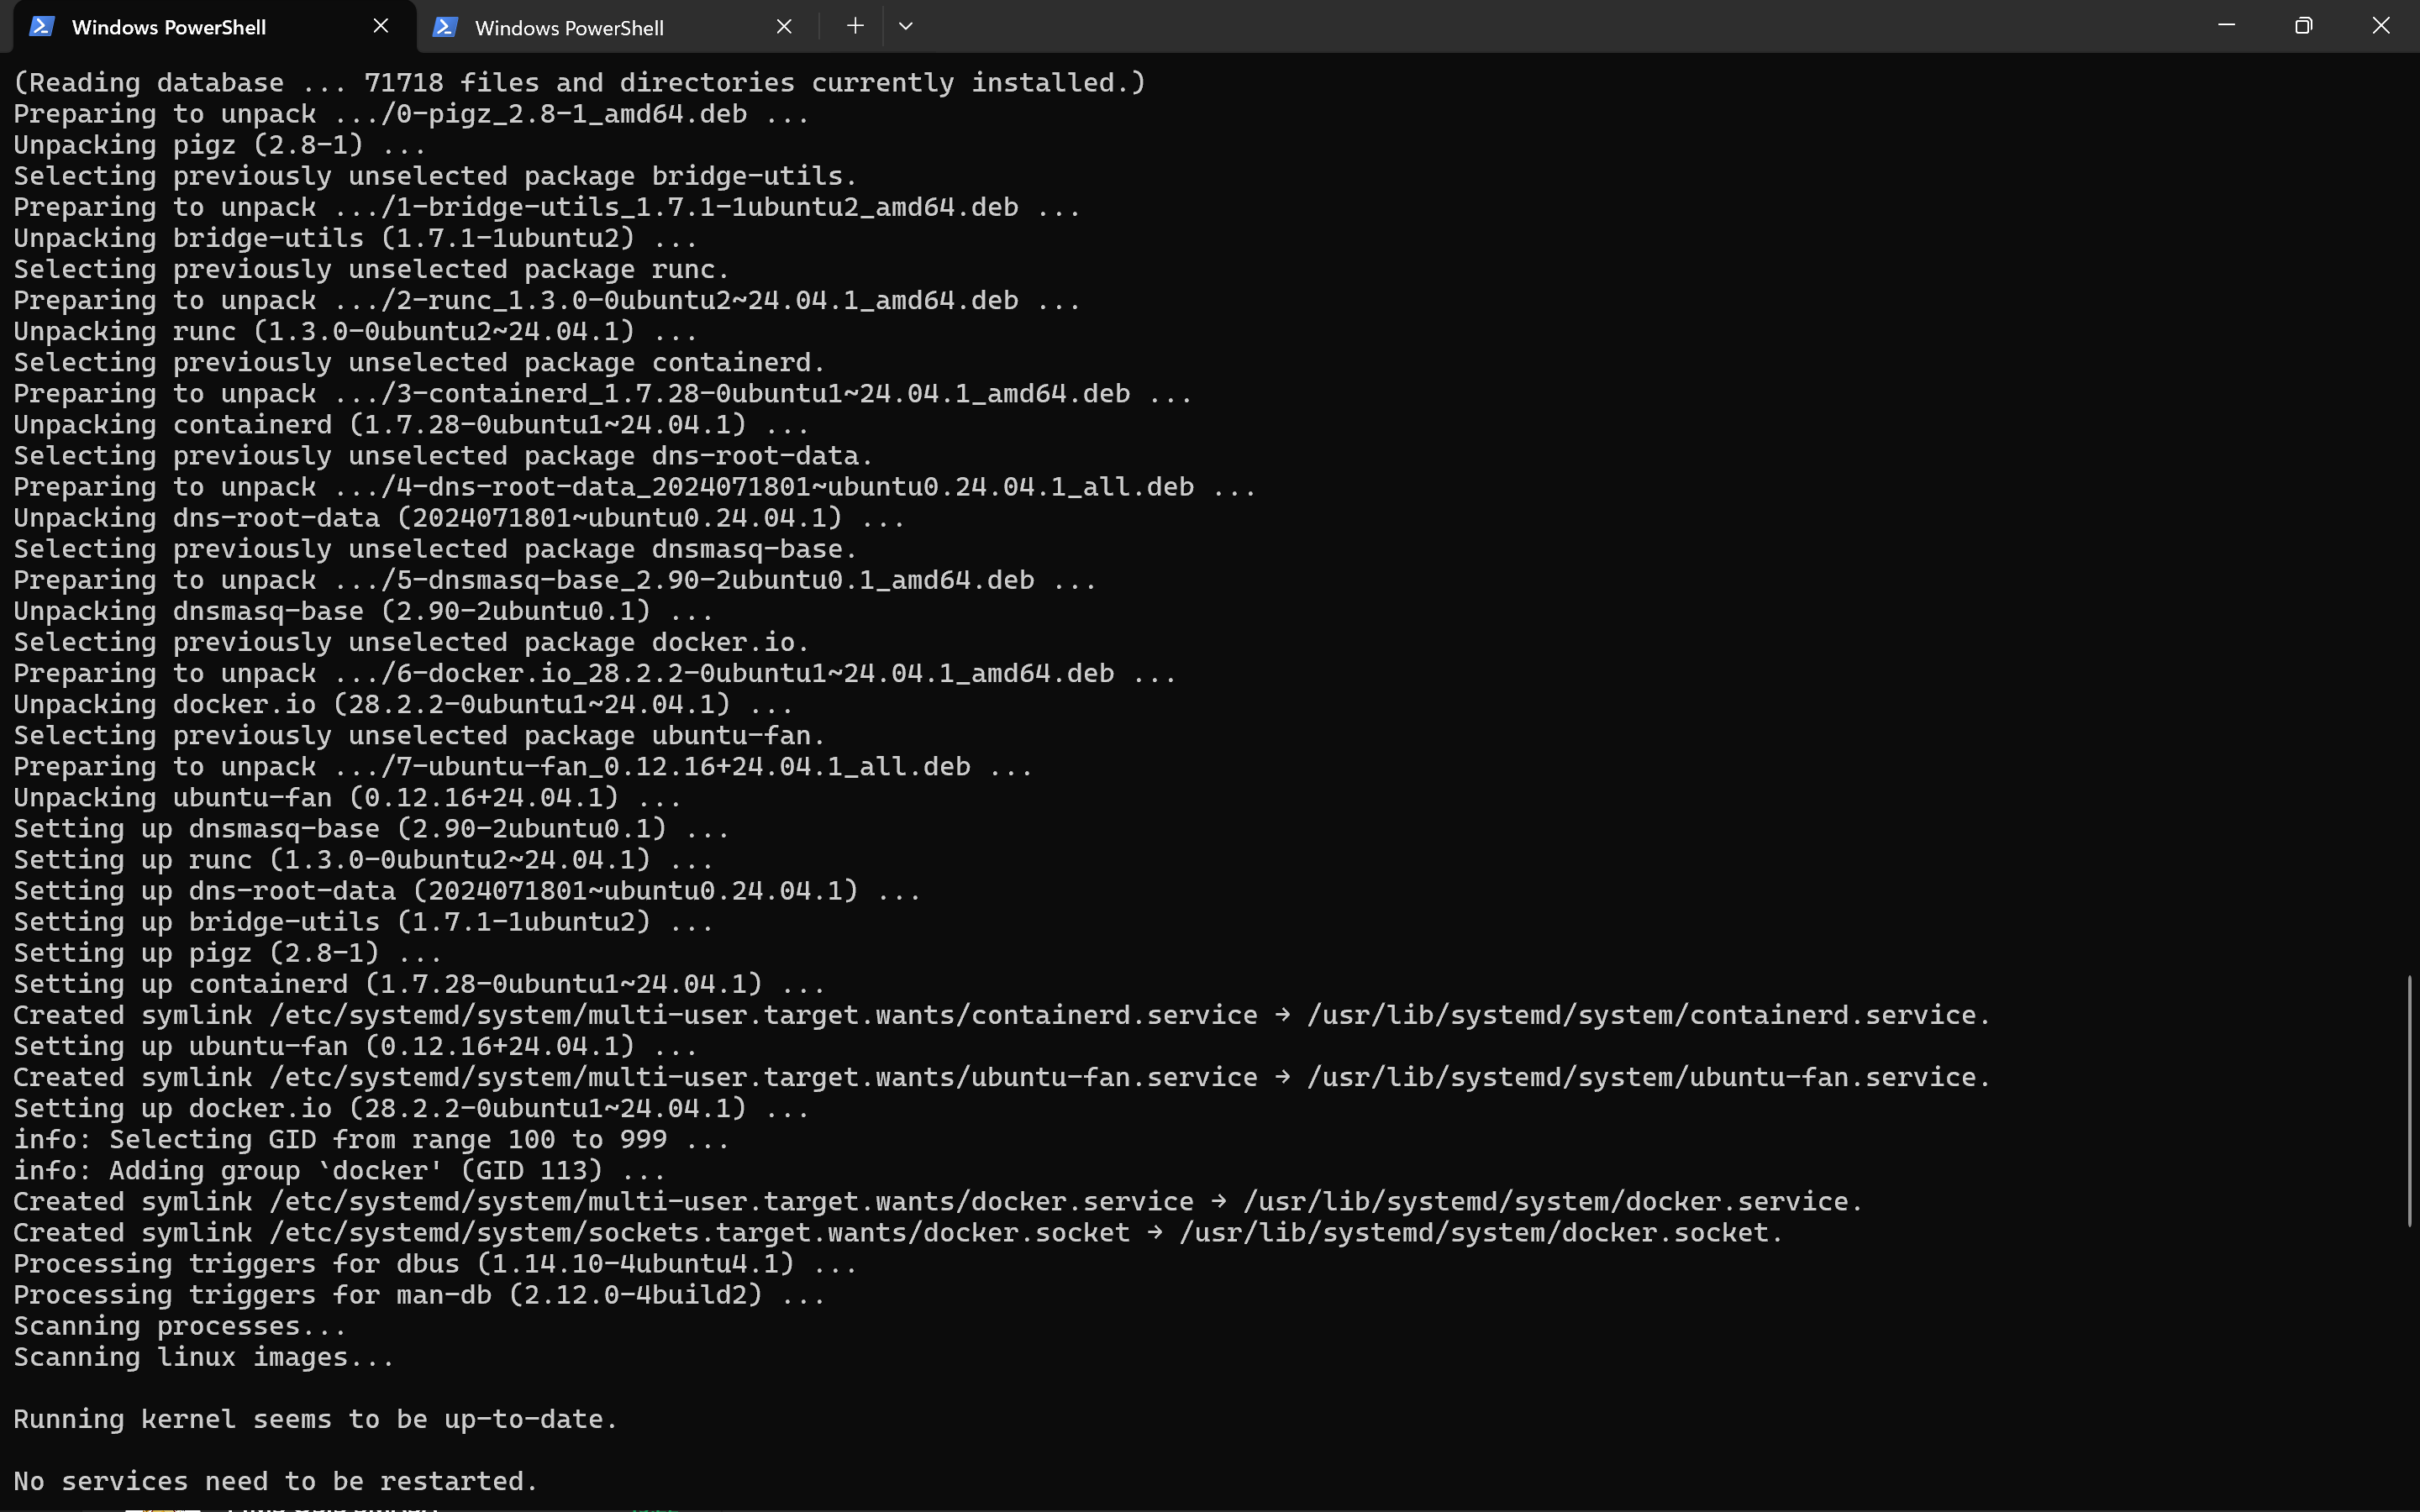 Windows PowerShell
Windows PowerShell
(Reading database ... 71718 files and directories currently installed.)
Preparing to unpack .../0-pigz_2.8-1_amd64.deb ...
Unpacking pigz (2.8-1) ...
Selecting previously unselected package bridge-utils.
Preparing to unpack .../1-bridge-utils_1.7.1-1ubuntu2_amd64.deb ...
Unpacking bridge-utils (1.7.1-1ubuntu2) ...
Selecting previously unselected package runc.
Preparing to unpack .../2-runc_1.3.0-0ubuntu2~24.04.1_amd64.deb ...
Unpacking runc (1.3.0-0ubuntu2~24.04.1) ...
Selecting previously unselected package containerd.
Preparing to unpack .../3-containerd_1.7.28-0ubuntu1~24.04.1_amd64.deb ...
Unpacking containerd (1.7.28-0ubuntu1~24.04.1) ...
Selecting previously unselected package dns-root-data.
Preparing to unpack .../4-dns-root-data_2024071801~ubuntu0.24.04.1_all.deb ...
Unpacking dns-root-data (2024071801~ubuntu0.24.04.1) ...
Selecting previously unselected package dnsmasq-base.
Preparing to unpack .../5-dnsmasq-base_2.90-2ubuntu0.1_amd64.deb ...
Unpacking dnsmasq-base (2.90-2ubuntu0.1) ...
Selecting previously unselected package docker.io.
Preparing to unpack .../6-docker.io_28.2.2-0ubuntu1~24.04.1_amd64.deb ...
Unpacking docker.io (28.2.2-0ubuntu1~24.04.1) ...
Selecting previously unselected package ubuntu-fan.
Preparing to unpack .../7-ubuntu-fan_0.12.16+24.04.1_all.deb ...
Unpacking ubuntu-fan (0.12.16+24.04.1) ...
Setting up dnsmasq-base (2.90-2ubuntu0.1) ...
Setting up runc (1.3.0-0ubuntu2~24.04.1) ...
Setting up dns-root-data (2024071801~ubuntu0.24.04.1) ...
Setting up bridge-utils (1.7.1-1ubuntu2) ...
Setting up pigz (2.8-1) ...
Setting up containerd (1.7.28-0ubuntu1~24.04.1) ...
Created symlink /etc/systemd/system/multi-user.target.wants/containerd.service → /usr/lib/systemd/system/containerd.service.
Setting up ubuntu-fan (0.12.16+24.04.1) ...
Created symlink /etc/systemd/system/multi-user.target.wants/ubuntu-fan.service → /usr/lib/systemd/system/ubuntu-fan.service.
Setting up docker.io (28.2.2-0ubuntu1~24.04.1) ...
info: Selecting GID from range 100 to 999 ...
info: Adding group `docker' (GID 113) ...
Created symlink /etc/systemd/system/multi-user.target.wants/docker.service → /usr/lib/systemd/system/docker.service.
Created symlink /etc/systemd/system/sockets.target.wants/docker.socket → /usr/lib/systemd/system/docker.socket.
Processing triggers for dbus (1.14.10-4ubuntu4.1) ...
Processing triggers for man-db (2.12.0-4build2) ...
Scanning processes...
Scanning linux images...
Running kernel seems to be up-to-date.
No services need to be restarted.